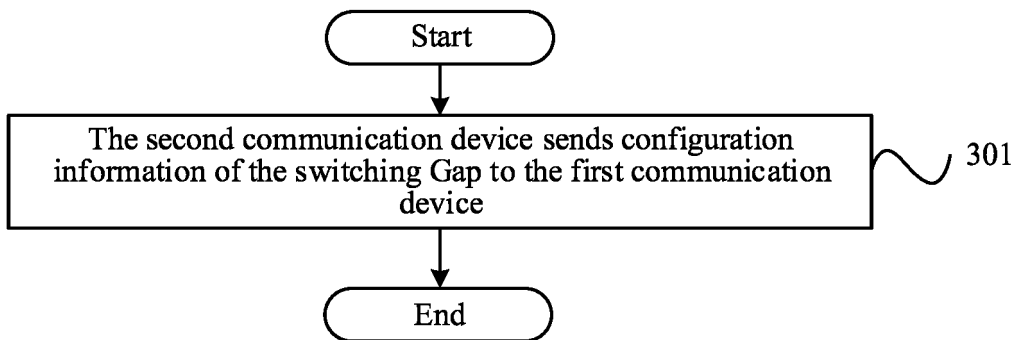 Start
The second communication device sends configuration
information of the switching Gap to the first communication
device
301
End